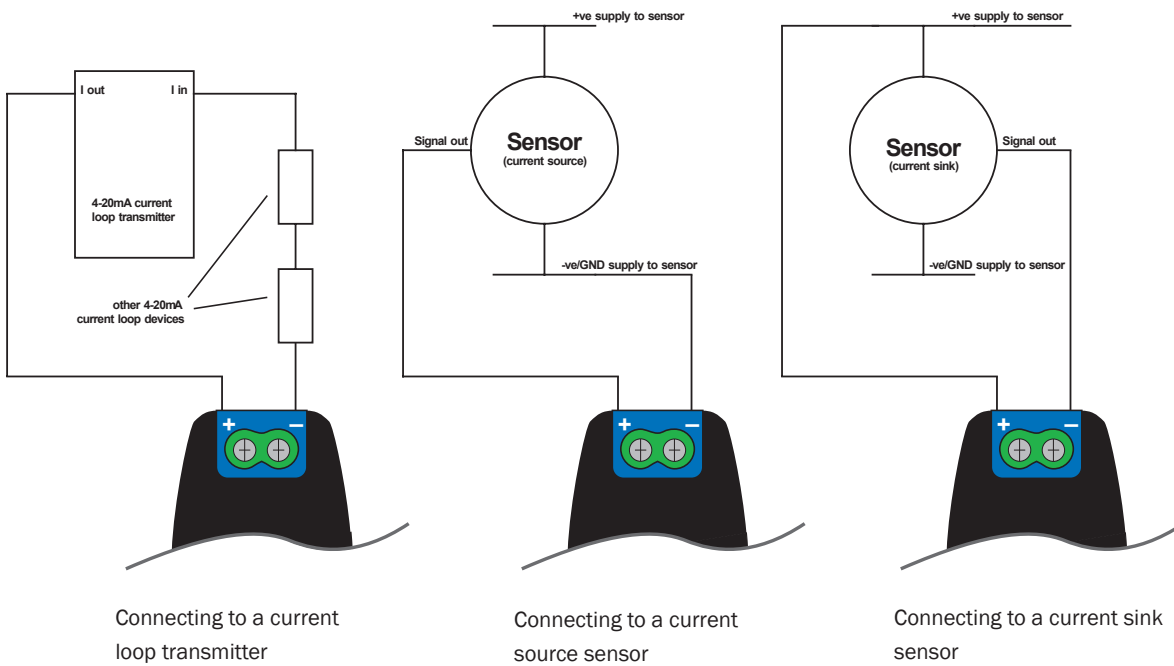 I out I in
4-20mA current
loop transmitter
other 4-20mA
current loop devices
+ −
Connecting to a current
loop transmitter
+ve supply to sensor
Signal out
Sensor
(current source)
-ve/GND supply to sensor
+ −
Connecting to a current
source sensor
+ve supply to sensor
Sensor
(current sink)
Signal out
-ve/GND supply to sensor
+ −
Connecting to a current sink
sensor